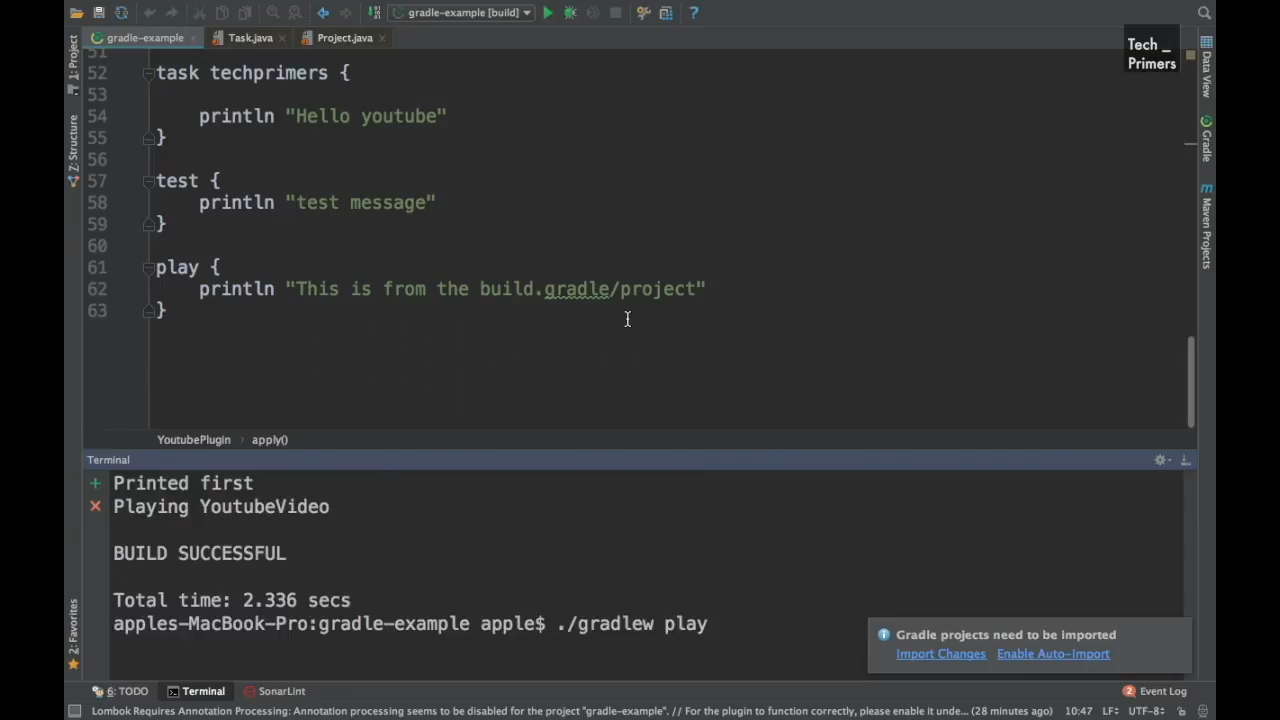 gradle-example [build]
gradle-example
Task.java
Project.java
Tech _
Primers
1: Project
Z: Structure
2: Favorites
Data View
Gradle
Maven Projects
51
52 task techprimers {
53
54 println "Hello youtube"
55 }
56
57 test {
58 println "test message"
59 }
60
61 play {
62 println "This is from the build.gradle/project"
63 }
YoutubePlugin › apply()
Terminal
Printed first
Playing YoutubeVideo
BUILD SUCCESSFUL
Total time: 2.336 secs
apples-MacBook-Pro:gradle-example apple$ ./gradlew play
Gradle projects need to be imported
Import Changes Enable Auto-Import
6: TODO Terminal SonarLint 2 Event Log
Lombok Requires Annotation Processing: Annotation processing seems to be disabled for the project "gradle-example". // For the plugin to function correctly, please enable it unde... (28 minutes ago) 10:47 LF: UTF-8: